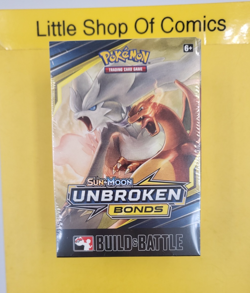 Little Shop Of Comics
POKÉMON
TRADING CARD GAME
6+
SUN & MOON
UNBROKEN
BONDS
BUILD & BATTLE